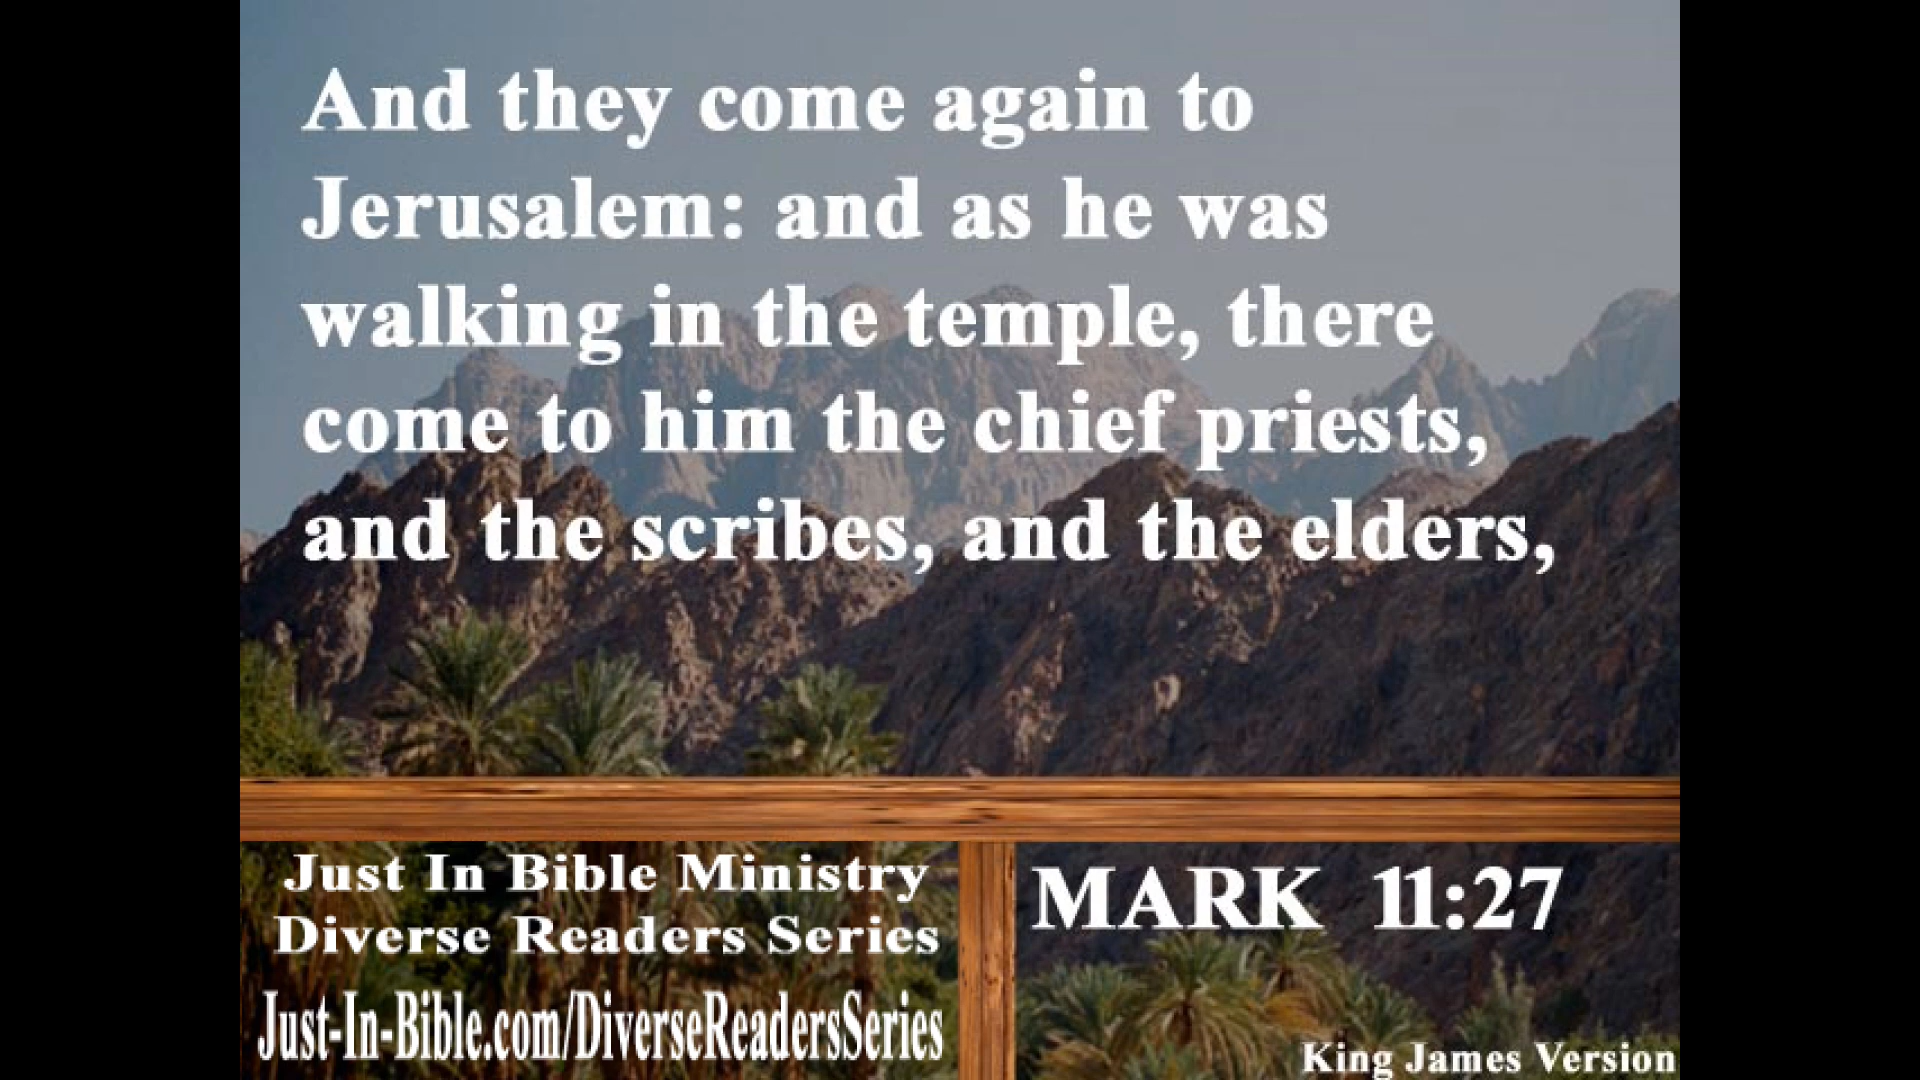 And they come again to
Jerusalem: and as he was
walking in the temple, there
come to him the chief priests,
and the scribes, and the elders,
Just In Bible Ministry
Diverse Readers Series
Just-In-Bible.com/DiverseReadersSeries
MARK 11:27
King James Version